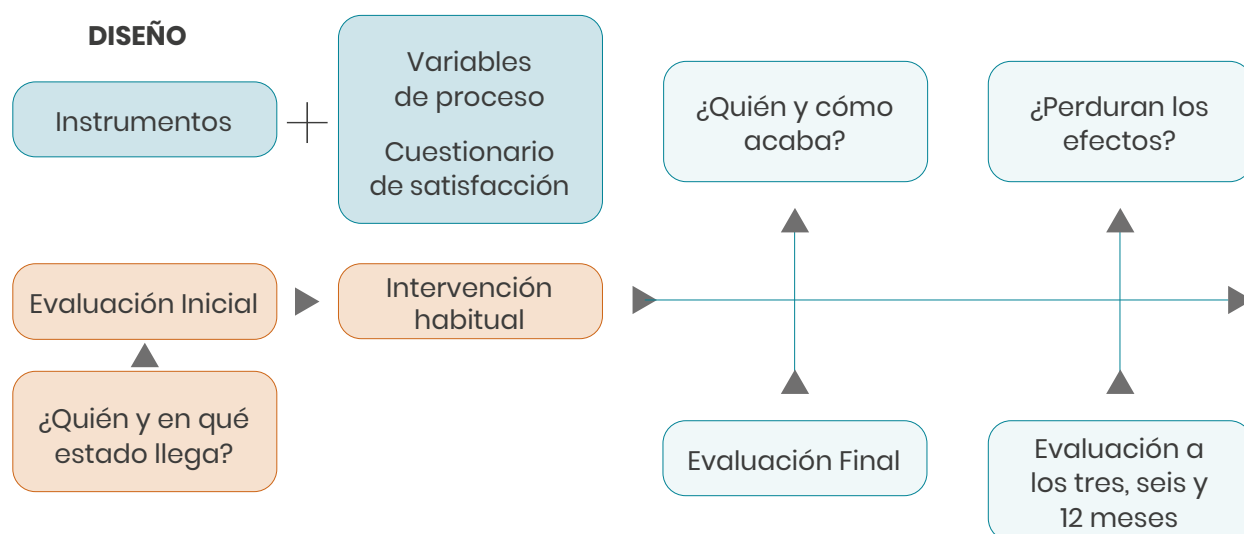 DISEÑO
Instrumentos
Variables
de proceso
Cuestionario
de satisfacción
¿Quién y cómo
acaba?
¿Perduran los
efectos?
Evaluación Inicial
Intervención
habitual
¿Quién y en qué
estado llega?
Evaluación Final
Evaluación a
los tres, seis y
12 meses